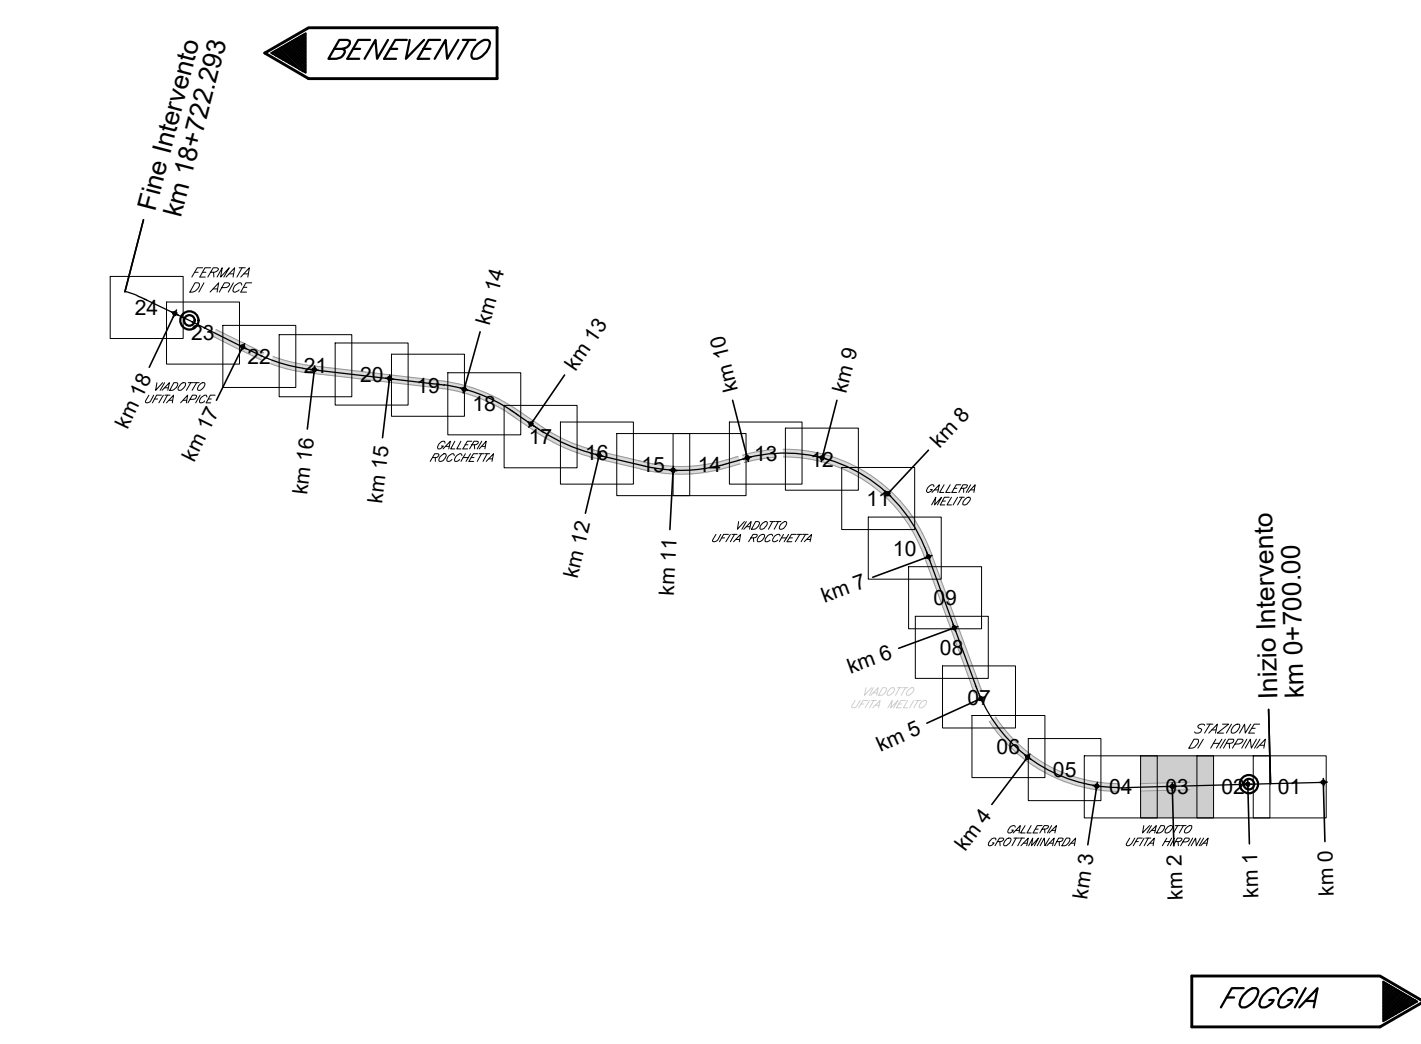 BENEVENTO
Fine Intervento
km 18+722.293
FERMATA
DI APICE
24
23
22
21
20
19
18
17
16
15
14
13
12
11
10
09
08
07
06
05
04
03
02
01
km 18
VIADOTTO
UFITA APICE
km 17
km 16
km 15
km 14
GALLERIA
ROCCHETTA
km 13
km 12
km 11
km 10
VIADOTTO
UFITA ROCCHETTA
km 9
km 8
GALLERIA
MELITO
km 7
km 6
VIADOTTO
UFITA MELITO
km 5
km 4
GALLERIA
GROTTAMINARDA
km 3
VIADOTTO
UFITA HIRPINIA
km 2
STAZIONE
DI HIRPINIA
km 1
Inizio Intervento
km 0+700.00
km 0
FOGGIA